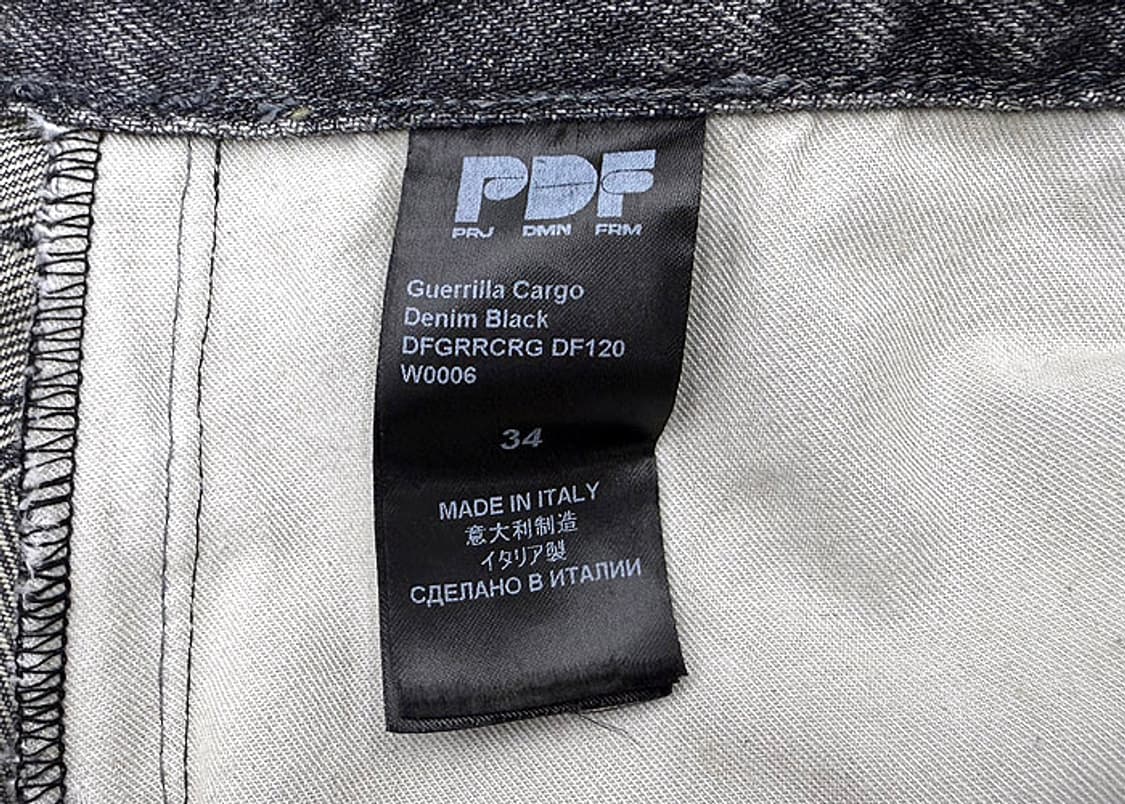 PDF
PRJ DMN FRM
Guerrilla Cargo
Denim Black
DFGRRCRG DF120
W0006
34
MADE IN ITALY
意大利制造
イタリア製
СДЕЛАНО В ИТАЛИИ